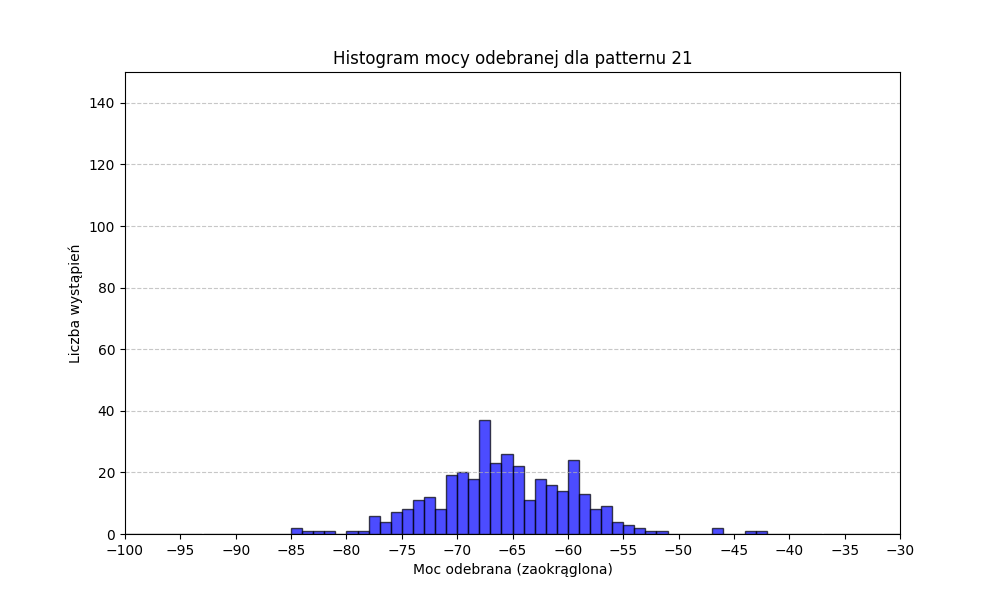 Histogram mocy odebranej dla patternu 21
140
120
100
80
60
40
20
0
Liczba wystąpień
−100 −95 −90 −85 −80 −75 −70 −65 −60 −55 −50 −45 −40 −35 −30
Moc odebrana (zaokrąglona)